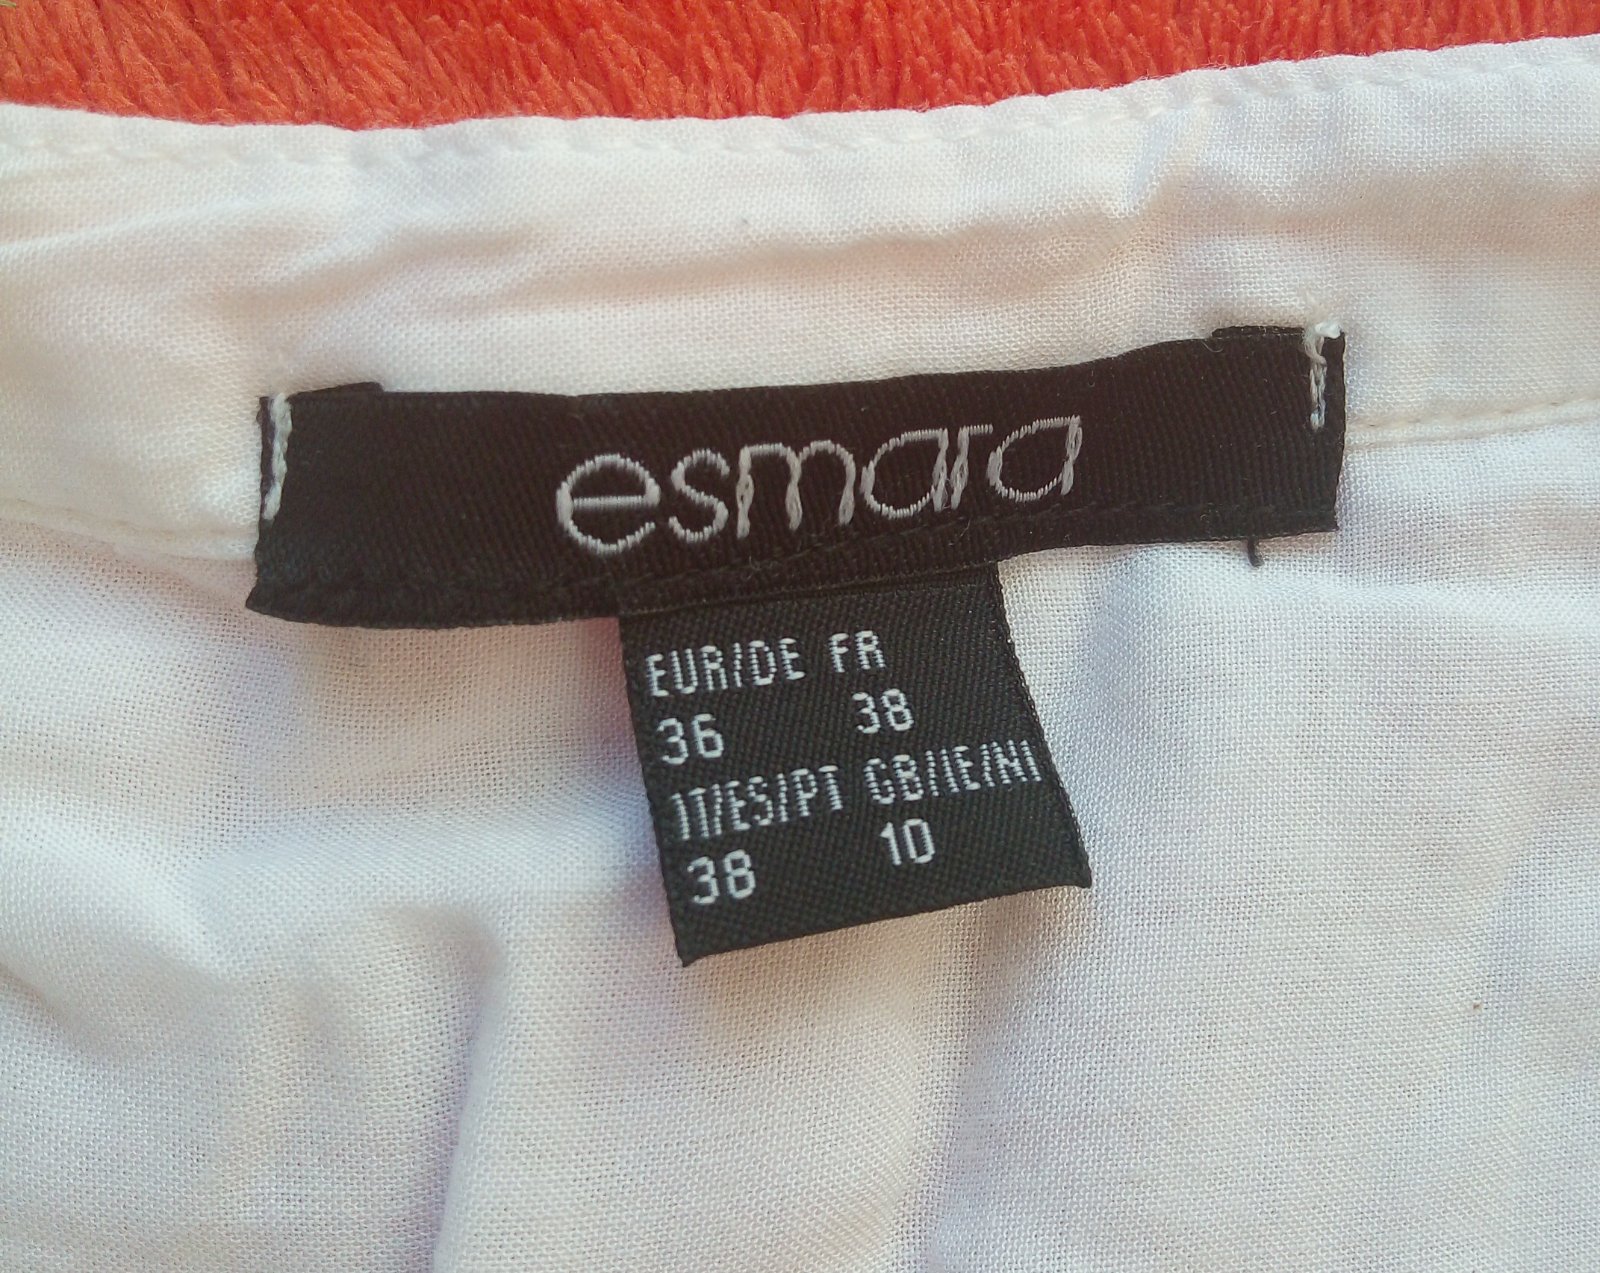 esmara
EUR/DE FR
36 38
IT/ES/PT GB/IE/NI
38 10